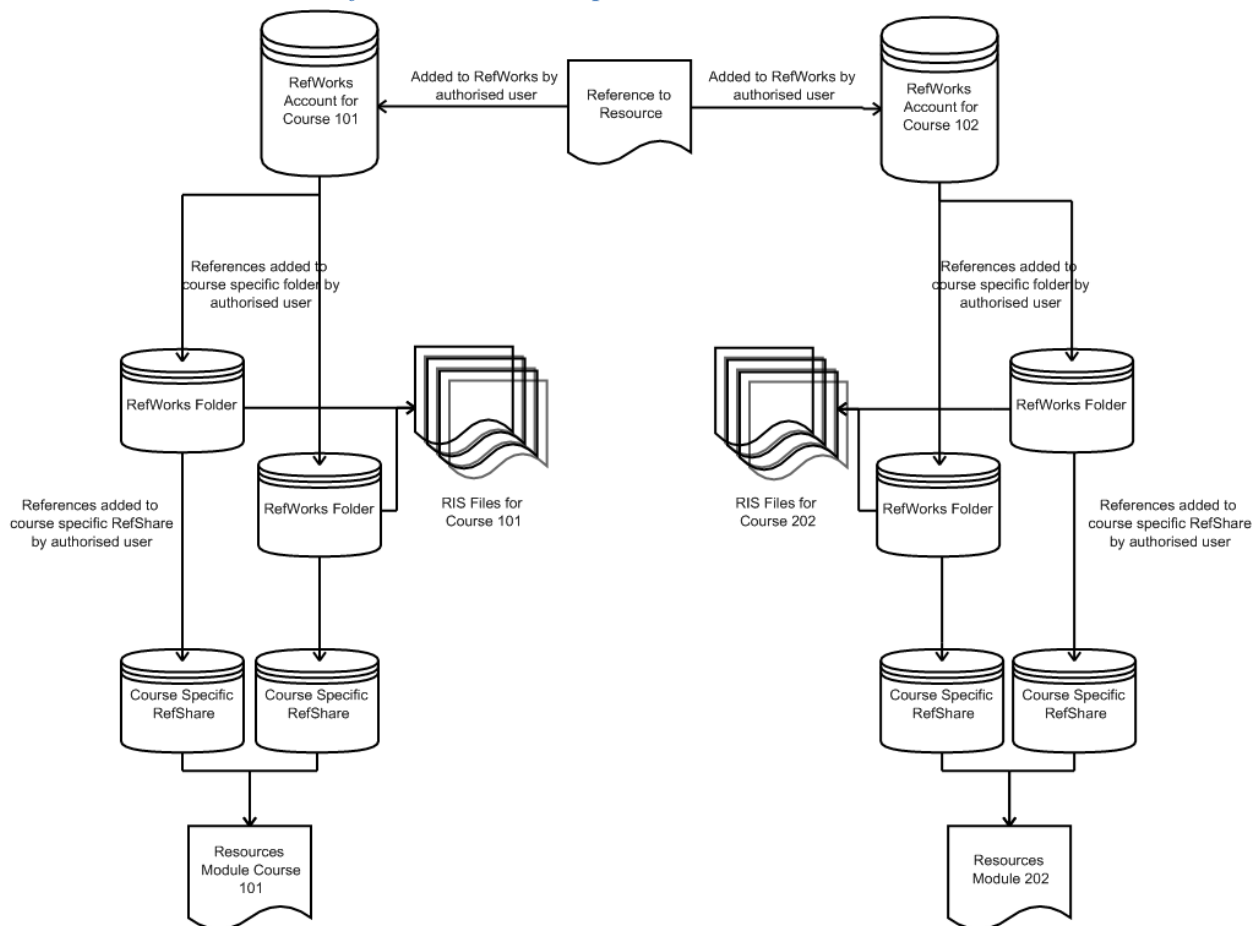 RefWorks
Account for
Course 101
Added to RefWorks by
authorised user
Reference to
Resource
Added to RefWorks by
authorised user
RefWorks
Account for
Course 102
References added to
course specific folder by
authorised user
References added to
course specific folder by
authorised user
RefWorks Folder
RefWorks Folder
RefWorks Folder
RefWorks Folder
RIS Files for
Course 101
RIS Files for
Course 202
References added to
course specific RefShare
by authorised user
References added to
course specific RefShare
by authorised user
Course Specific
RefShare
Course Specific
RefShare
Course Specific
RefShare
Course Specific
RefShare
Resources
Module Course
101
Resources
Module 202